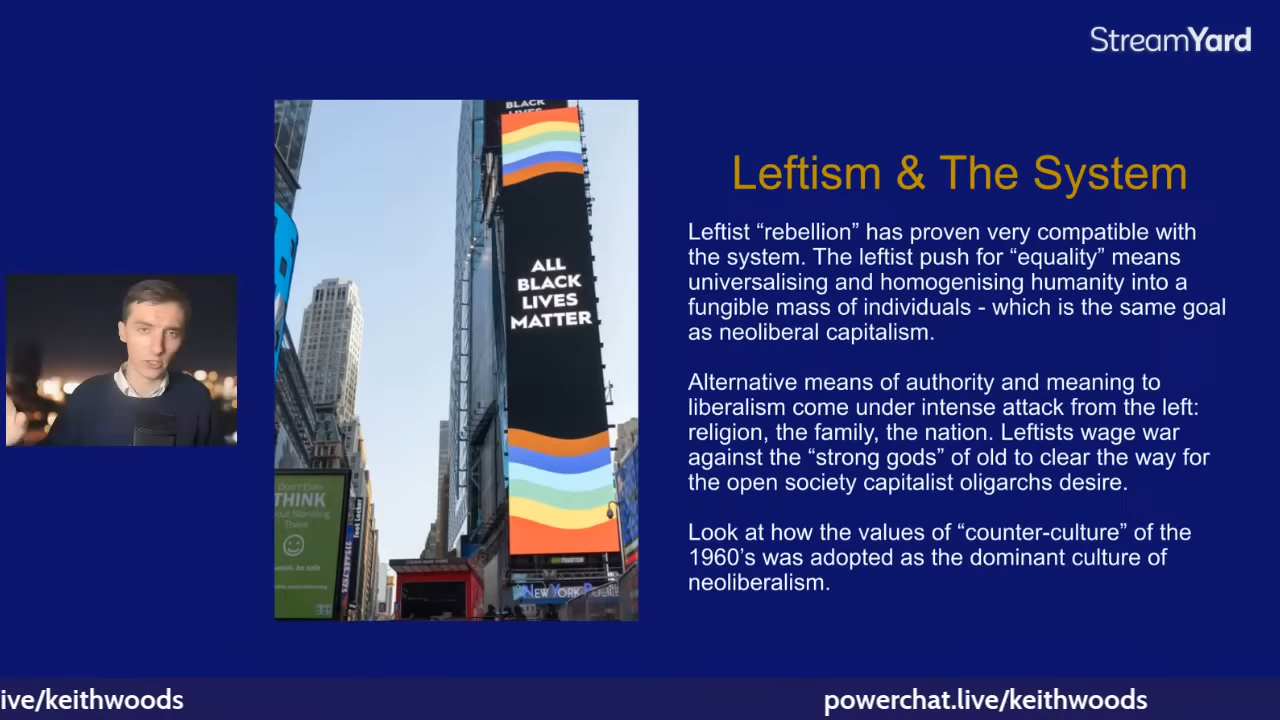 StreamYard
BLACK
LIVES
ALL
BLACK
LIVES
MATTER
Don't Even
THINK
There
NEW YORK
Leftism & The System
Leftist “rebellion” has proven very compatible with
the system. The leftist push for “equality” means
universalising and homogenising humanity into a
fungible mass of individuals - which is the same goal
as neoliberal capitalism.
Alternative means of authority and meaning to
liberalism come under intense attack from the left:
religion, the family, the nation. Leftists wage war
against the “strong gods” of old to clear the way for
the open society capitalist oligarchs desire.
Look at how the values of “counter-culture” of the
1960’s was adopted as the dominant culture of
neoliberalism.
ive/keithwoods
powerchat.live/keithwoods